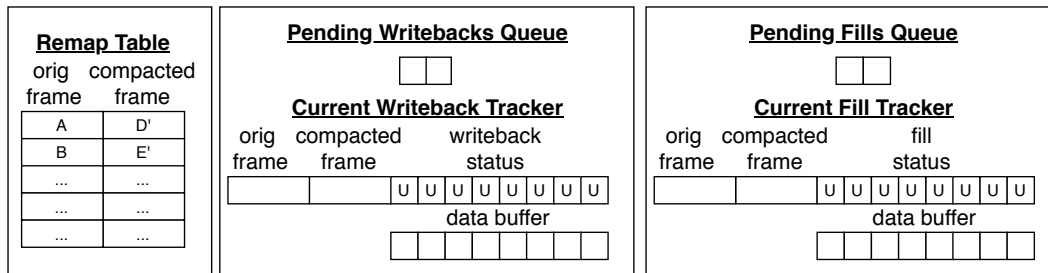 Remap Table
orig compacted
frame frame
A D'
B E'
... ...
... ...
... ...
Pending Writebacks Queue
Current Writeback Tracker
orig compacted writeback
frame frame status
U U U U U U U U
data buffer
Pending Fills Queue
Current Fill Tracker
orig compacted fill
frame frame status
U U U U U U U U
data buffer